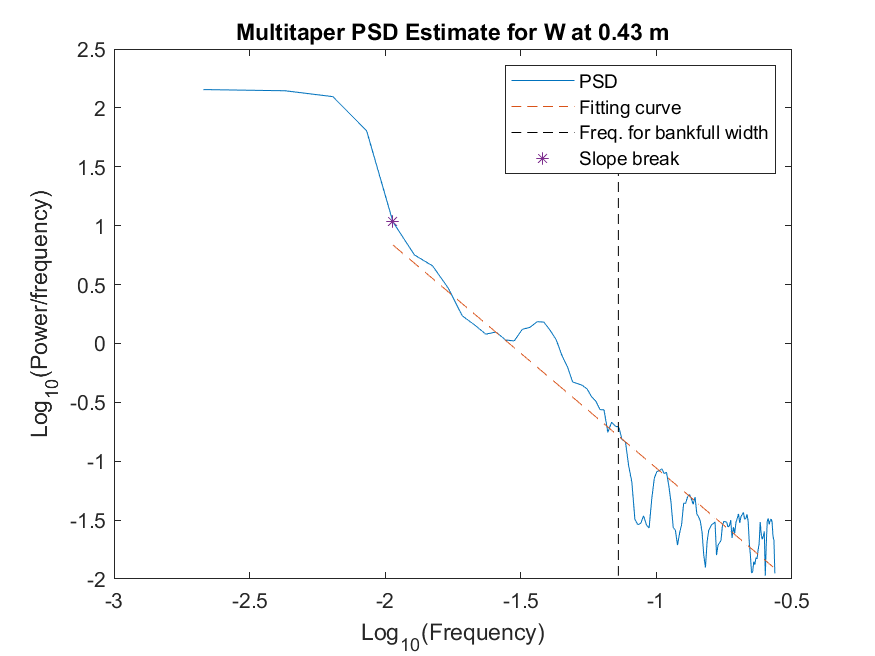 Multitaper PSD Estimate for W at 0.43 m
2.5
2
1.5
1
0.5
0
-0.5
-1
-1.5
-2
Log10(Power/frequency)
PSD
Fitting curve
Freq. for bankfull width
Slope break
-3
-2.5
-2
-1.5
-1
-0.5
Log10(Frequency)